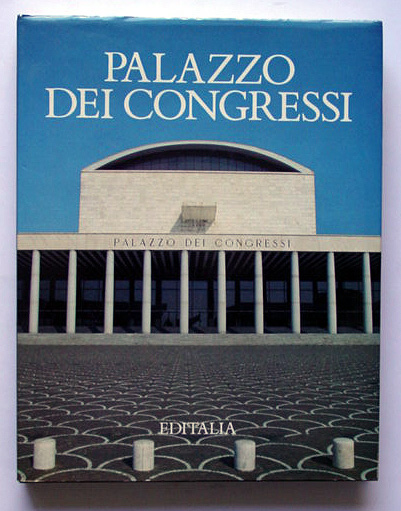 PALAZZO
DEI CONGRESSI
PALAZZO DEI CONGRESSI
EDITALIA